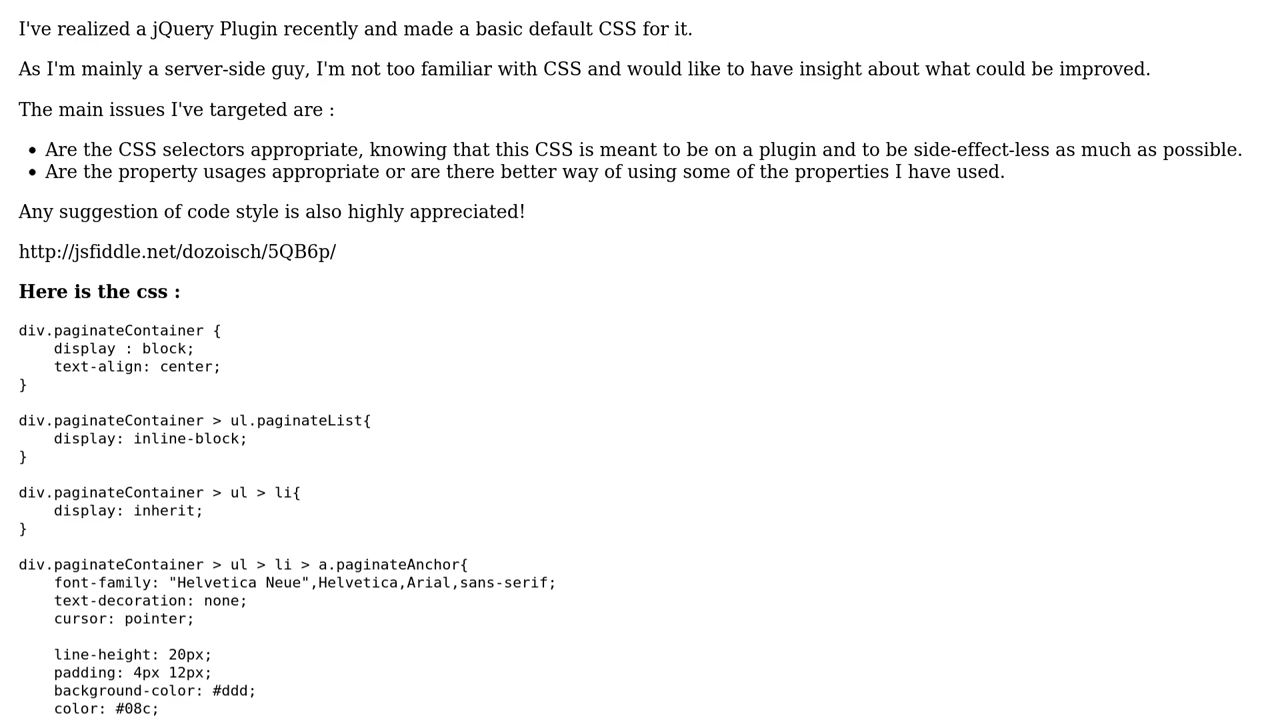 I've realized a jQuery Plugin recently and made a basic default CSS for it.
As I'm mainly a server-side guy, I'm not too familiar with CSS and would like to have insight about what could be improved.
The main issues I've targeted are :
• Are the CSS selectors appropriate, knowing that this CSS is meant to be on a plugin and to be side-effect-less as much as possible.
• Are the property usages appropriate or are there better way of using some of the properties I have used.
Any suggestion of code style is also highly appreciated!
http://jsfiddle.net/dozoisch/5QB6p/
Here is the css :
div.paginateContainer {
    display : block;
    text-align: center;
}
div.paginateContainer > ul.paginateList{
    display: inline-block;
}
div.paginateContainer > ul > li{
    display: inherit;
}
div.paginateContainer > ul > li > a.paginateAnchor{
    font-family: "Helvetica Neue",Helvetica,Arial,sans-serif;
    text-decoration: none;
    cursor: pointer;
    line-height: 20px;
    padding: 4px 12px;
    background-color: #ddd;
    color: #08c;